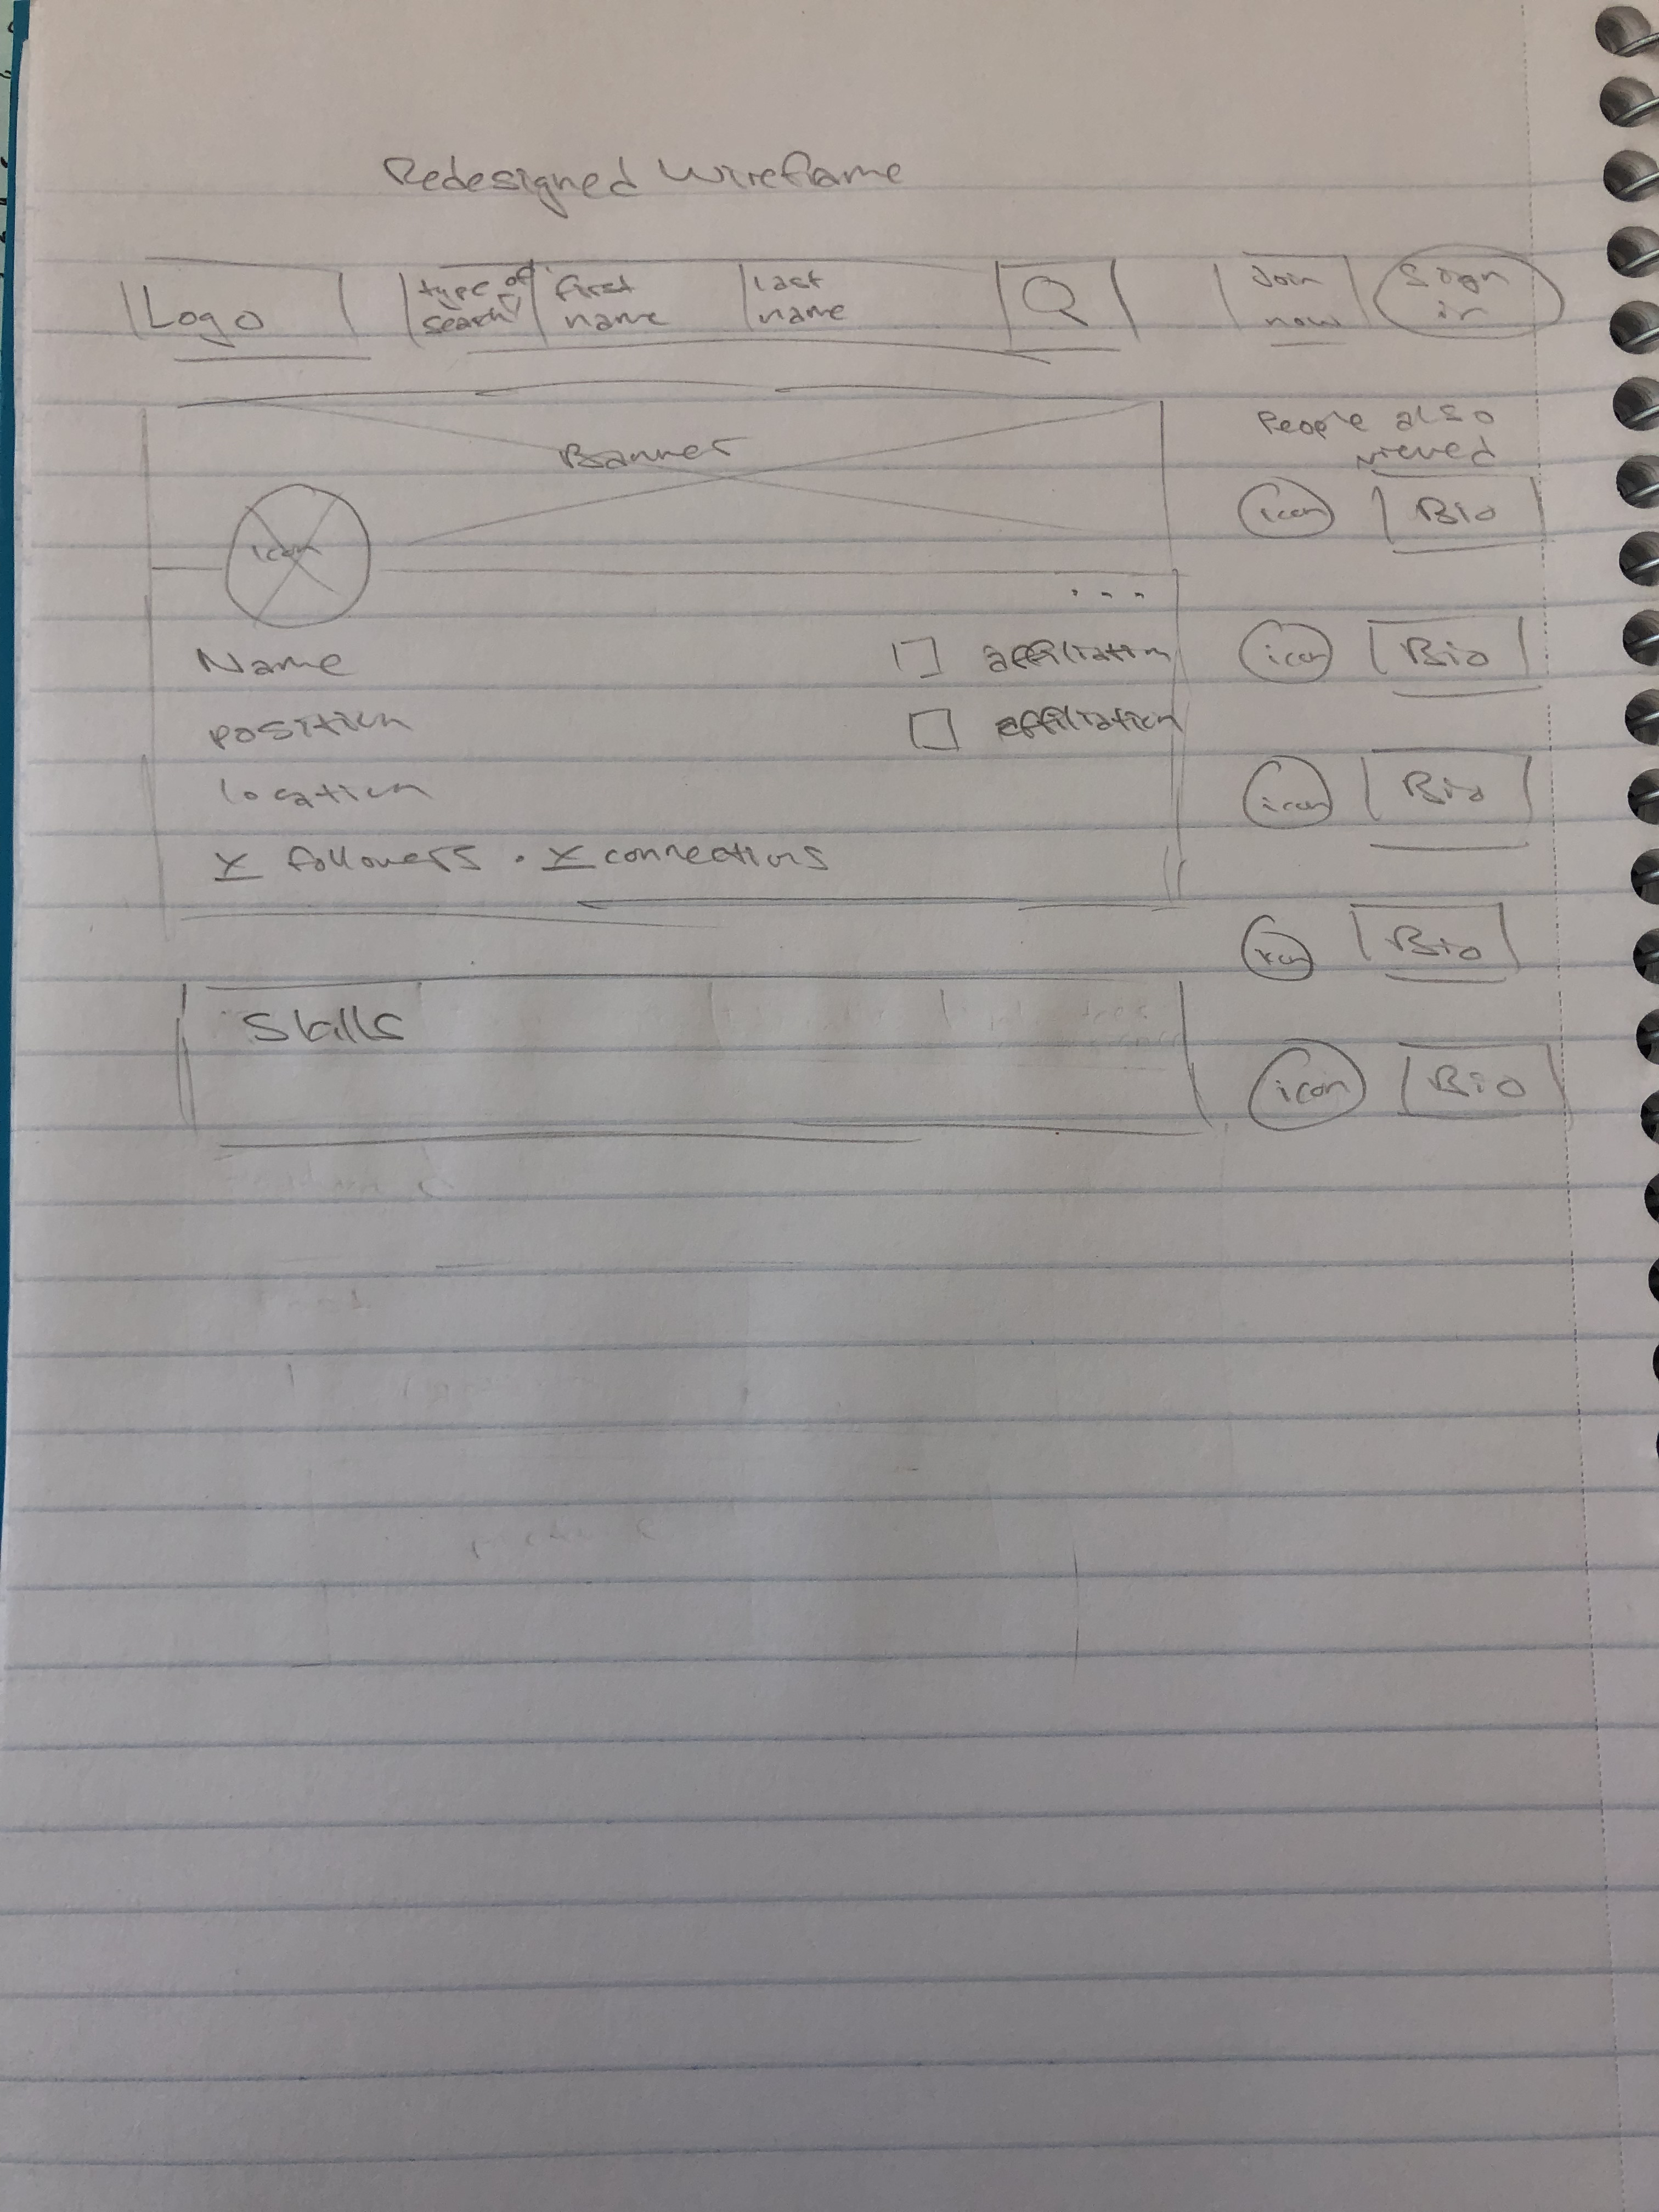 Redesigned Wireframe
Logo
type of
search
first
name
last
name
Join
now
Sign
in
Banner
icon
...
Name
affiliation
position
affiliation
location
x followers . x connections
Skills
People also
viewed
icon Bio
icon Bio
icon Bio
icon Bio
icon Bio